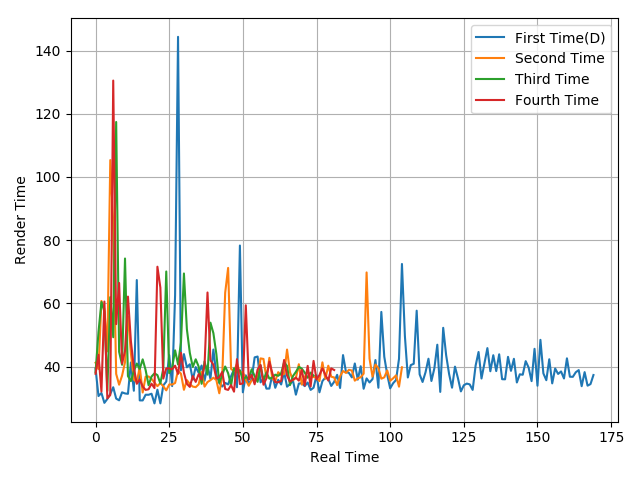 First Time(D)
Second Time
Third Time
Fourth Time
Render Time
140
120
100
80
60
40
0 25 50 75 100 125 150 175
Real Time